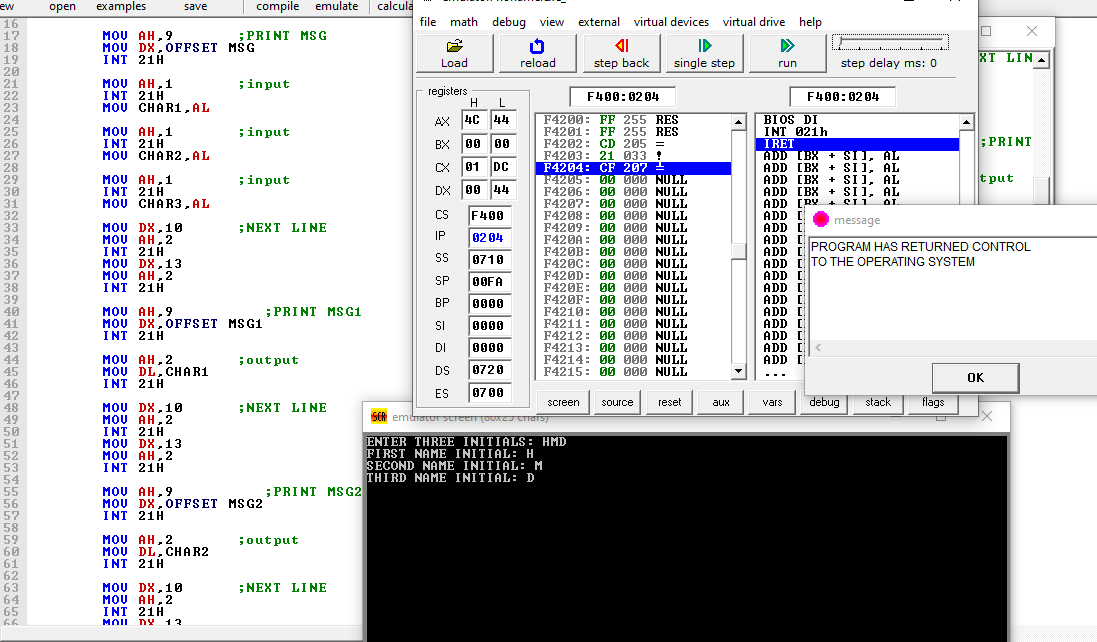 open examples save compile emulate
16
17 MOV AH,9 ;PRINT MSG
18 MOV DX,OFFSET MSG
19 INT 21H
20
21 MOV AH,1 ;input
22 INT 21H
23 MOV CHAR1,AL
24
25 MOV AH,1 ;input
26 INT 21H
27 MOV CHAR2,AL
28
29 MOV AH,1 ;input
30 INT 21H
31 MOV CHAR3,AL
32
33 MOV DX,10 ;NEXT LINE
34 MOV AH,2
35 INT 21H
36 MOV DX,13
37 MOV AH,2
38 INT 21H
39
40 MOV AH,9 ;PRINT MSG1
41 MOV DX,OFFSET MSG1
42 INT 21H
43
44 MOV AH,2 ;output
45 MOV DL,CHAR1
46 INT 21H
47
48 MOV DX,10 ;NEXT LINE
49 MOV AH,2
50 INT 21H
51 MOV DX,13
52 MOV AH,2
53 INT 21H
54
55 MOV AH,9 ;PRINT MSG2
56 MOV DX,OFFSET MSG2
57 INT 21H
58
59 MOV AH,2 ;output
60 MOV DL,CHAR2
61 INT 21H
62
63 MOV DX,10 ;NEXT LINE
64 MOV AH,2
65 INT 21H
66 MOV DX,13
file math debug view external virtual devices virtual drive help
Load reload step back single step run step delay ms: 0
registers
H L
AX 4C 44
BX 00 00
CX 01 DC
DX 00 44
CS F400
IP 0204
SS 0710
SP 00FA
BP 0000
SI 0000
DI 0000
DS 0720
ES 0700
F400:0204
F4200: FF 255 RES
F4201: FF 255 RES
F4202: CD 205 =
F4203: 21 033 !
F4204: CF 207 ╧
F4205: 00 000 NULL
F4206: 00 000 NULL
F4207: 00 000 NULL
F4208: 00 000 NULL
F4209: 00 000 NULL
F420A: 00 000 NULL
F420B: 00 000 NULL
F420C: 00 000 NULL
F420D: 00 000 NULL
F420E: 00 000 NULL
F420F: 00 000 NULL
F4210: 00 000 NULL
F4211: 00 000 NULL
F4212: 00 000 NULL
F4213: 00 000 NULL
F4214: 00 000 NULL
F4215: 00 000 NULL
F400:0204
BIOS DI
INT 021h
IRET
ADD [BX + SI], AL
ADD [BX + SI], AL
ADD [BX + SI], AL
ADD [BX + SI], AL
ADD [
ADD [
ADD [
ADD [
ADD [
ADD [
ADD [
ADD [
ADD [
ADD [
ADD [
ADD [
ADD [
...
XT LIN
;PRINT
tput
screen source reset aux vars debug stack flags
message
PROGRAM HAS RETURNED CONTROL
TO THE OPERATING SYSTEM
OK
emulator screen (80x25 chars)
ENTER THREE INITIALS: HMD
FIRST NAME INITIAL: H
SECOND NAME INITIAL: M
THIRD NAME INITIAL: D